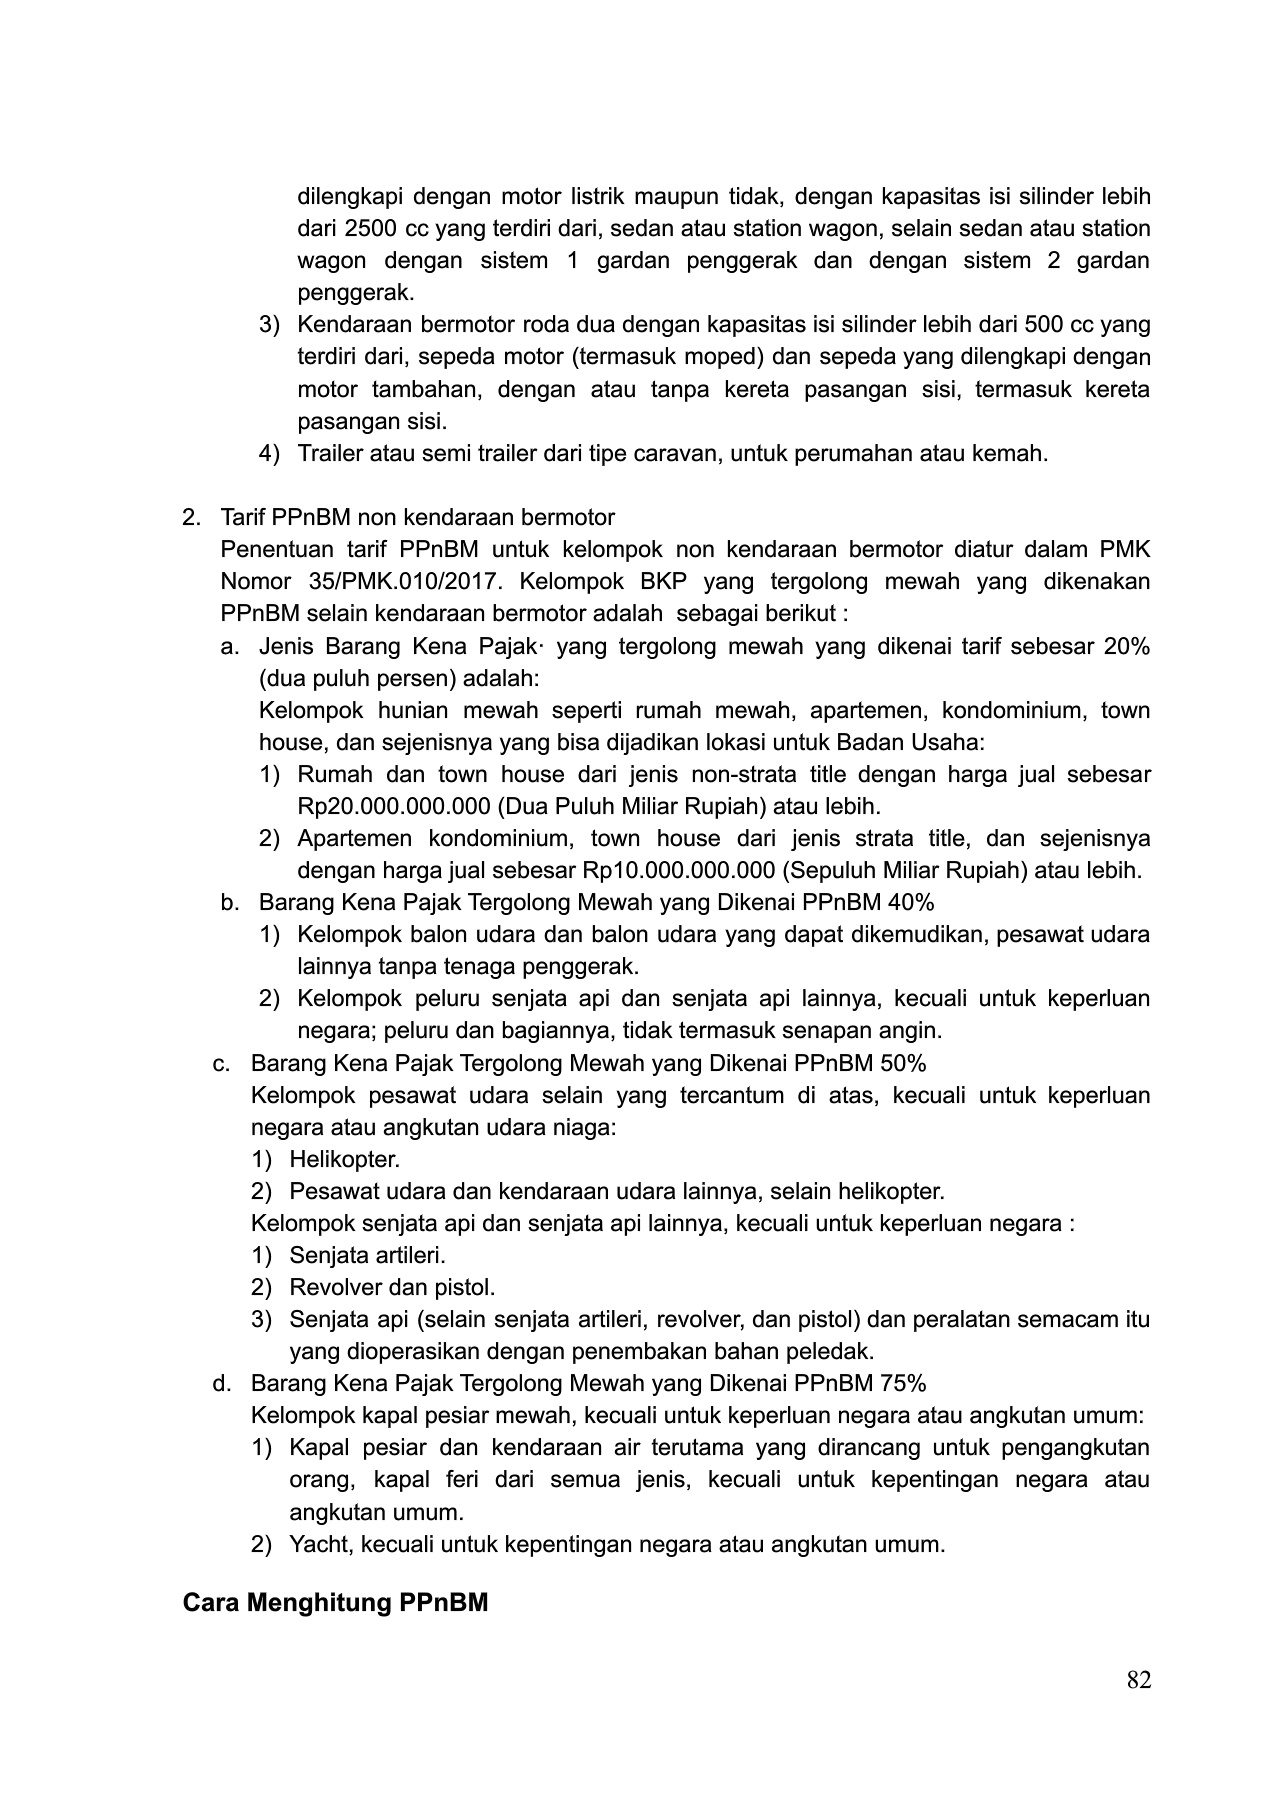 dilengkapi dengan motor listrik maupun tidak, dengan kapasitas isi silinder lebih
dari 2500 cc yang terdiri dari, sedan atau station wagon, selain sedan atau station
wagon dengan sistem 1 gardan penggerak dan dengan sistem 2 gardan
penggerak.
3) Kendaraan bermotor roda dua dengan kapasitas isi silinder lebih dari 500 cc yang
terdiri dari, sepeda motor (termasuk moped) dan sepeda yang dilengkapi dengan
motor tambahan, dengan atau tanpa kereta pasangan sisi, termasuk kereta
pasangan sisi.
4) Trailer atau semi trailer dari tipe caravan, untuk perumahan atau kemah.
2. Tarif PPnBM non kendaraan bermotor
Penentuan tarif PPnBM untuk kelompok non kendaraan bermotor diatur dalam PMK
Nomor 35/PMK.010/2017. Kelompok BKP yang tergolong mewah yang dikenakan
PPnBM selain kendaraan bermotor adalah sebagai berikut :
a. Jenis Barang Kena Pajak· yang tergolong mewah yang dikenai tarif sebesar 20%
(dua puluh persen) adalah:
Kelompok hunian mewah seperti rumah mewah, apartemen, kondominium, town
house, dan sejenisnya yang bisa dijadikan lokasi untuk Badan Usaha:
1) Rumah dan town house dari jenis non-strata title dengan harga jual sebesar
Rp20.000.000.000 (Dua Puluh Miliar Rupiah) atau lebih.
2) Apartemen kondominium, town house dari jenis strata title, dan sejenisnya
dengan harga jual sebesar Rp10.000.000.000 (Sepuluh Miliar Rupiah) atau lebih.
b. Barang Kena Pajak Tergolong Mewah yang Dikenai PPnBM 40%
1) Kelompok balon udara dan balon udara yang dapat dikemudikan, pesawat udara
lainnya tanpa tenaga penggerak.
2) Kelompok peluru senjata api dan senjata api lainnya, kecuali untuk keperluan
negara; peluru dan bagiannya, tidak termasuk senapan angin.
c. Barang Kena Pajak Tergolong Mewah yang Dikenai PPnBM 50%
Kelompok pesawat udara selain yang tercantum di atas, kecuali untuk keperluan
negara atau angkutan udara niaga:
1) Helikopter.
2) Pesawat udara dan kendaraan udara lainnya, selain helikopter.
Kelompok senjata api dan senjata api lainnya, kecuali untuk keperluan negara :
1) Senjata artileri.
2) Revolver dan pistol.
3) Senjata api (selain senjata artileri, revolver, dan pistol) dan peralatan semacam itu
yang dioperasikan dengan penembakan bahan peledak.
d. Barang Kena Pajak Tergolong Mewah yang Dikenai PPnBM 75%
Kelompok kapal pesiar mewah, kecuali untuk keperluan negara atau angkutan umum:
1) Kapal pesiar dan kendaraan air terutama yang dirancang untuk pengangkutan
orang, kapal feri dari semua jenis, kecuali untuk kepentingan negara atau
angkutan umum.
2) Yacht, kecuali untuk kepentingan negara atau angkutan umum.
Cara Menghitung PPnBM
82